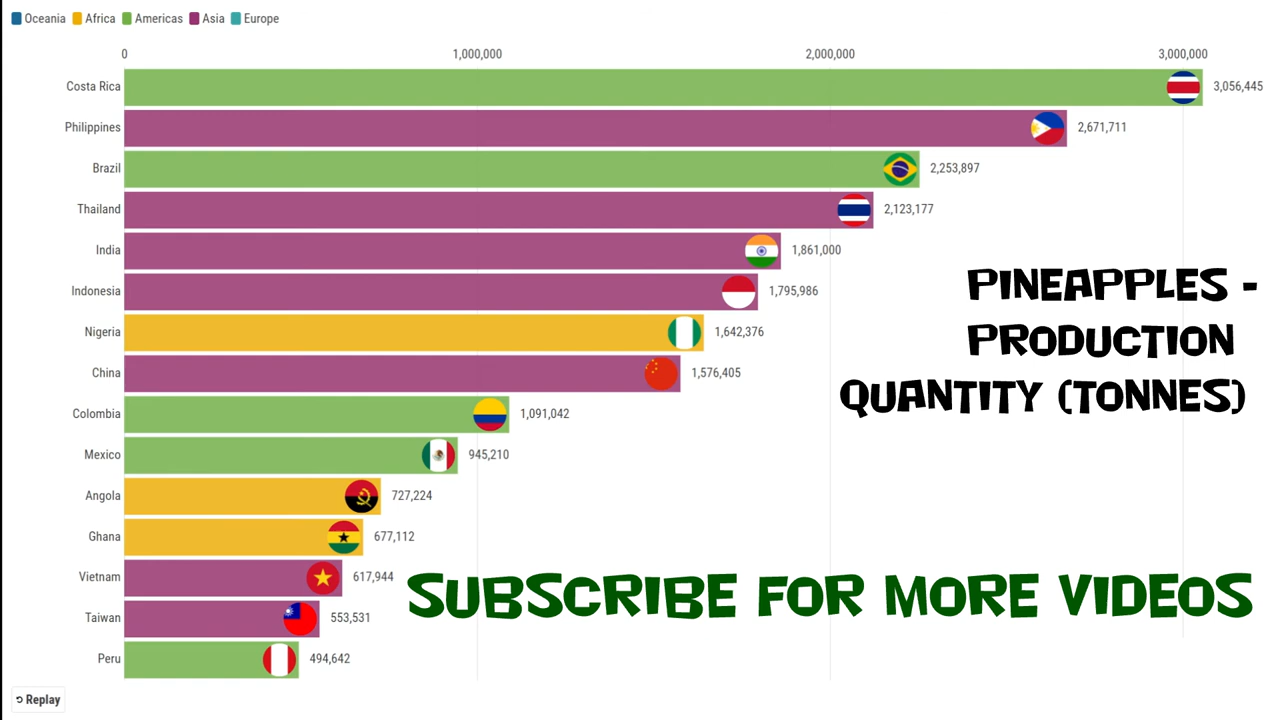 Oceania Africa Americas Asia Europe
0 1,000,000 2,000,000 3,000,000
Costa Rica 3,056,445
Philippines 2,671,711
Brazil 2,253,897
Thailand 2,123,177
India 1,861,000
Indonesia 1,795,986
Nigeria 1,642,376
China 1,576,405
Colombia 1,091,042
Mexico 945,210
Angola 727,224
Ghana 677,112
Vietnam 617,944
Taiwan 553,531
Peru 494,642
PINEAPPLES -
PRODUCTION
QUANTITY (TONNES)
SUBSCRIBE FOR MORE VIDEOS
Replay